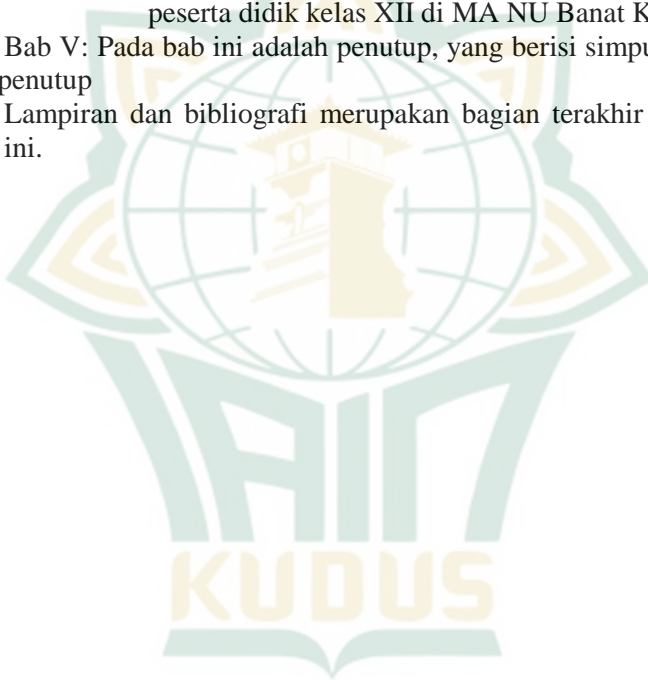 peserta didik kelas XII di MA NU Banat K
Bab V: Pada bab ini adalah penutup, yang berisi simpu
penutup
Lampiran dan bibliografi merupakan bagian terakhir
ini.
IAIN
KUDUS